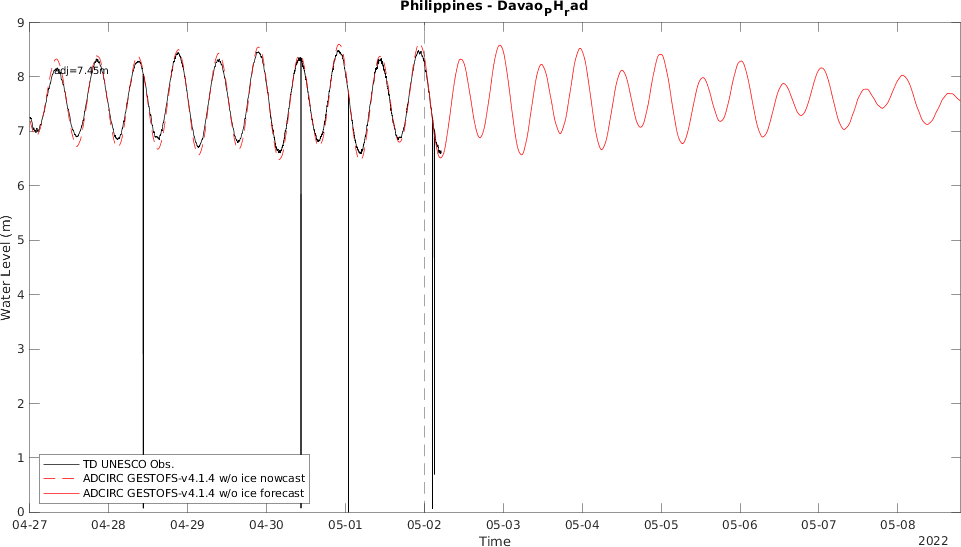 Philippines - DavaoPHrad
9
8
7
6
5
4
3
2
1
0
Water Level (m)
adj=7.45m
TD UNESCO Obs.
ADCIRC GESTOFS-v4.1.4 w/o ice nowcast
ADCIRC GESTOFS-v4.1.4 w/o ice forecast
04-27 04-28 04-29 04-30 05-01 05-02 05-03 05-04 05-05 05-06 05-07 05-08
Time
2022